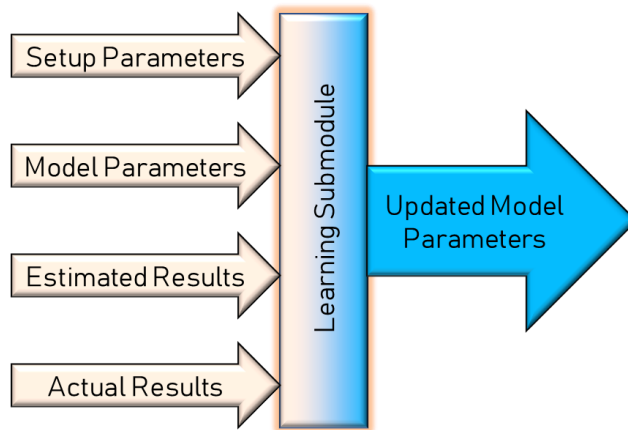 Setup Parameters
Model Parameters
Estimated Results
Actual Results
Learning Submodule
Updated Model
Parameters